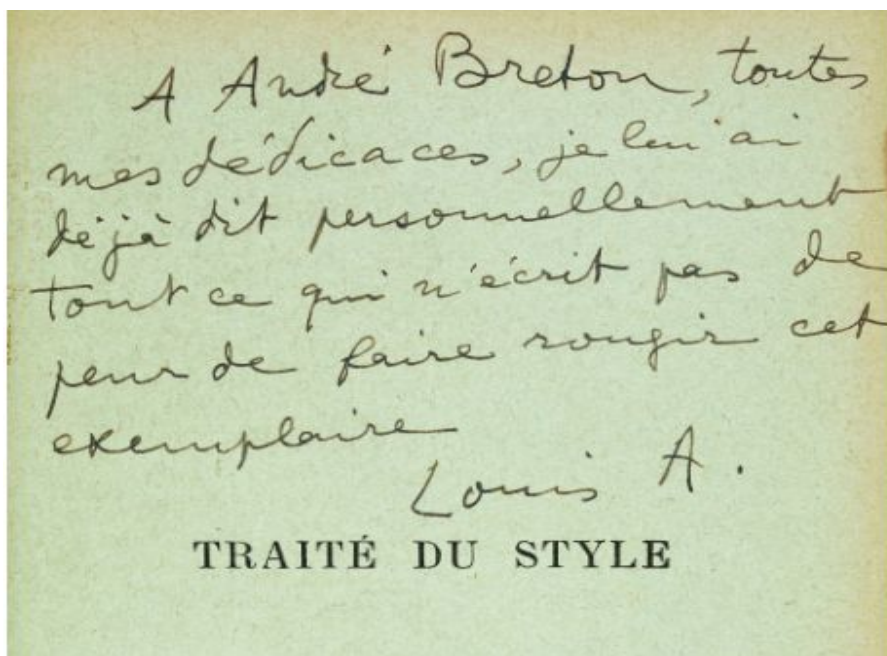 A André Breton, toutes
mes dédicaces, je lui ai
déjà dit personnellement
tout ce qui n'écrit pas de
peur de faire rougir cet
exemplaire
Louis A.
TRAITÉ DU STYLE